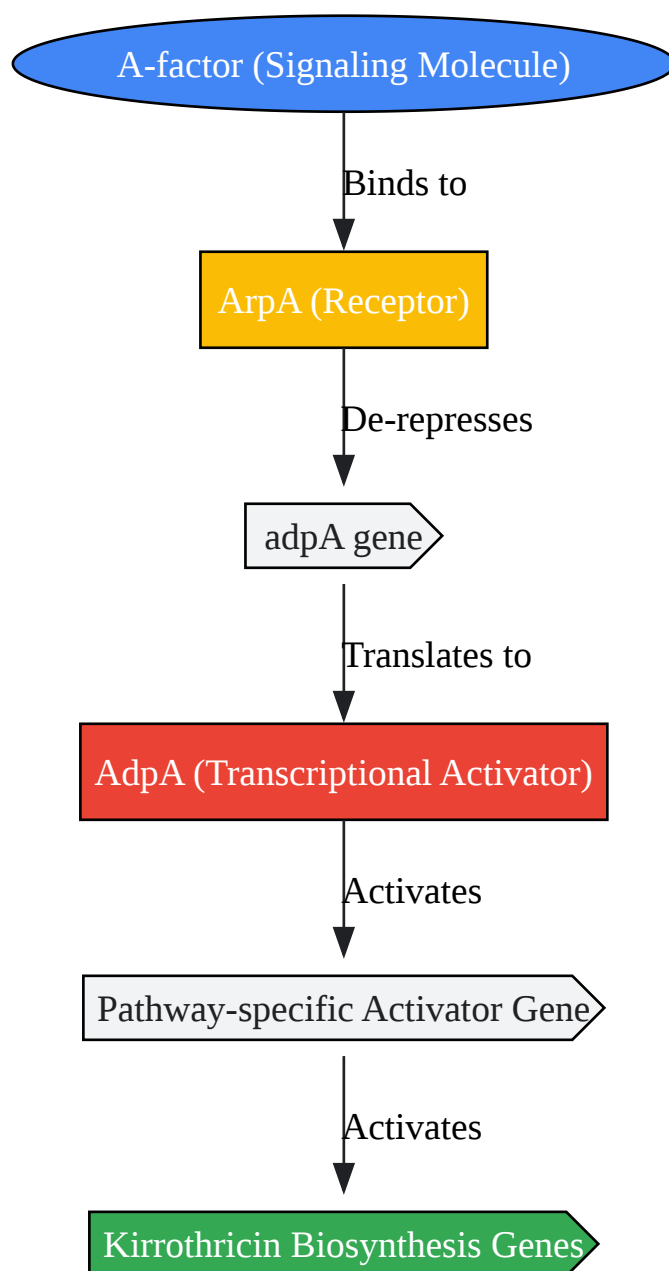 A-factor (Signaling Molecule)
Binds to
ArpA (Receptor)
De-represses
adpA gene
Translates to
AdpA (Transcriptional Activator)
Activates
Pathway-specific Activator Gene
Activates
Kirrothricin Biosynthesis Genes